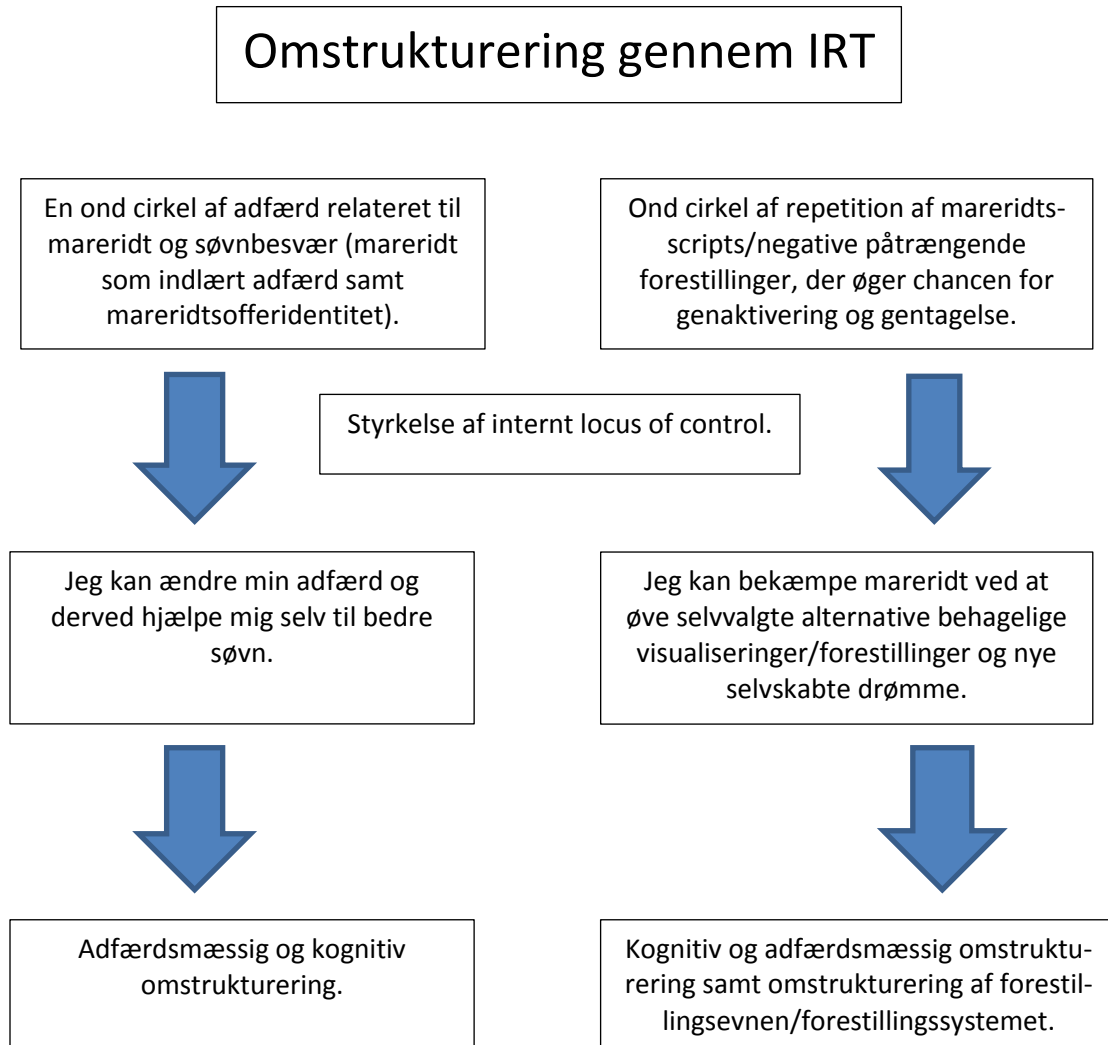 Omstrukturering gennem IRT
En ond cirkel af adfærd relateret til
mareridt og søvnbesvær (mareridt
som indlært adfærd samt
mareridtsofferidentitet).
Ond cirkel af repetition af mareridts-
scripts/negative påtrængende
forestillinger, der øger chancen for
genaktivering og gentagelse.
Styrkelse af internt locus of control.
Jeg kan ændre min adfærd og
derved hjælpe mig selv til bedre
søvn.
Jeg kan bekæmpe mareridt ved at
øve selvvalgte alternative behagelige
visualiseringer/forestillinger og nye
selvskabte drømme.
Adfærdsmæssig og kognitiv
omstrukturering.
Kognitiv og adfærdsmæssig omstruktu-
rering samt omstrukturering af forestil-
lingsevnen/forestillingssystemet.